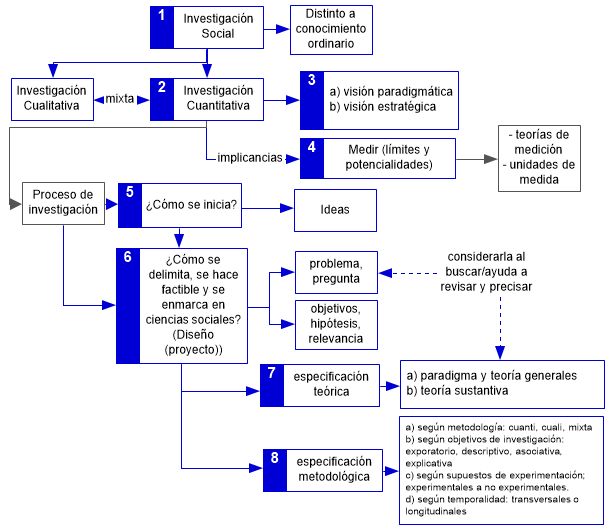 1
Investigación
Social
Distinto a
conocimiento
ordinario
Investigación
Cualitativa
mixta
2
Investigación
Cuantitativa
3
a) visión paradigmática
b) visión estratégica
implicancias
4
Medir (límites y
potencialidades)
- teorías de
medición
- unidades de
medida
Proceso de
investigación
5
¿Cómo se inicia?
Ideas
6
¿Cómo se
delimita, se hace
factible y se
enmarca en
ciencias sociales?
(Diseño
(proyecto))
problema,
pregunta
considerarla al
buscar/ayuda a
revisar y precisar
objetivos,
hipótesis,
relevancia
7
especificación
teórica
a) paradigma y teoría generales
b) teoría sustantiva
8
especificación
metodológica
a) según metodología: cuanti, cuali, mixta
b) según objetivos de investigación:
exporatorio, descriptivo, asociativa,
explicativa
c) según supuestos de experimentación;
experimentales a no experimentales.
d) según temporalidad: transversales o
longitudinales